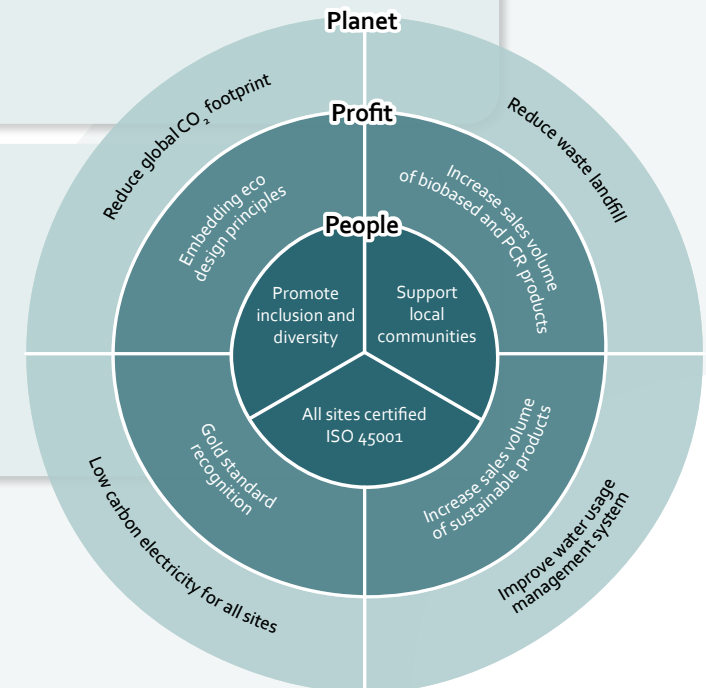 Planet
Reduce global CO₂ footprint
Reduce waste landfill
Profit
Embedding eco
design principles
Increase sales volume
of biobased and PCR products
People
Promote
inclusion and
diversity
Support
local
communities
All sites certified
ISO 45001
Gold standard
recognition
Increase sales volume
of sustainable products
Low carbon electricity for all sites
Improve water usage
management system